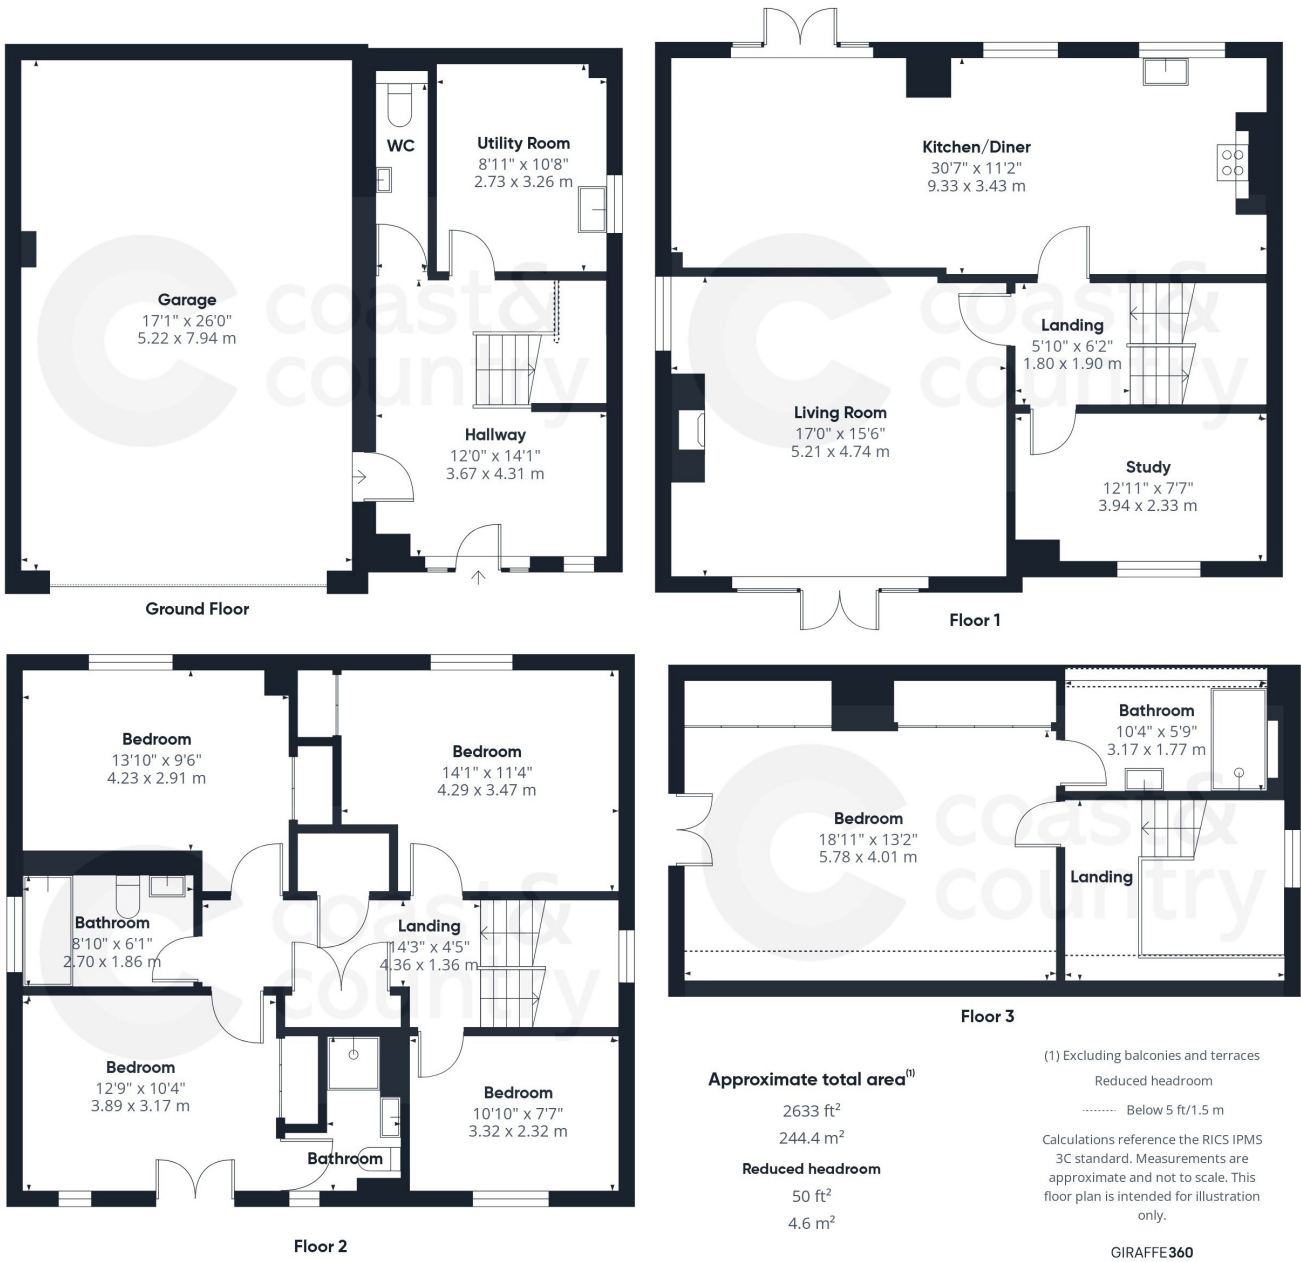 WC
Utility Room
8'11" x 10'8"
2.73 x 3.26 m
Garage
17'1" x 26'0"
5.22 x 7.94 m
Hallway
12'0" x 14'1"
3.67 x 4.31 m
Ground Floor
Kitchen/Diner
30'7" x 11'2"
9.33 x 3.43 m
Landing
5'10" x 6'2"
1.80 x 1.90 m
Living Room
17'0" x 15'6"
5.21 x 4.74 m
Study
12'11" x 7'7"
3.94 x 2.33 m
Floor 1
coast&
country
coast&
country
Bedroom
13'10" x 9'6"
4.23 x 2.91 m
Bedroom
14'1" x 11'4"
4.29 x 3.47 m
Bathroom
8'10" x 6'1"
2.70 x 1.86 m
Landing
14'3" x 4'5"
4.36 x 1.36 m
Bedroom
12'9" x 10'4"
3.89 x 3.17 m
Bathroom
Bedroom
10'10" x 7'7"
3.32 x 2.32 m
Floor 2
Bathroom
10'4" x 5'9"
3.17 x 1.77 m
Bedroom
18'11" x 13'2"
5.78 x 4.01 m
Landing
Floor 3
coast&
country
coast&
country
Approximate total area(1)
2633 ft²
244.4 m²
Reduced headroom
50 ft²
4.6 m²
(1) Excluding balconies and terraces
Reduced headroom
Below 5 ft/1.5 m
Calculations reference the RICS IPMS
3C standard. Measurements are
approximate and not to scale. This
floor plan is intended for illustration
only.
GIRAFFE360